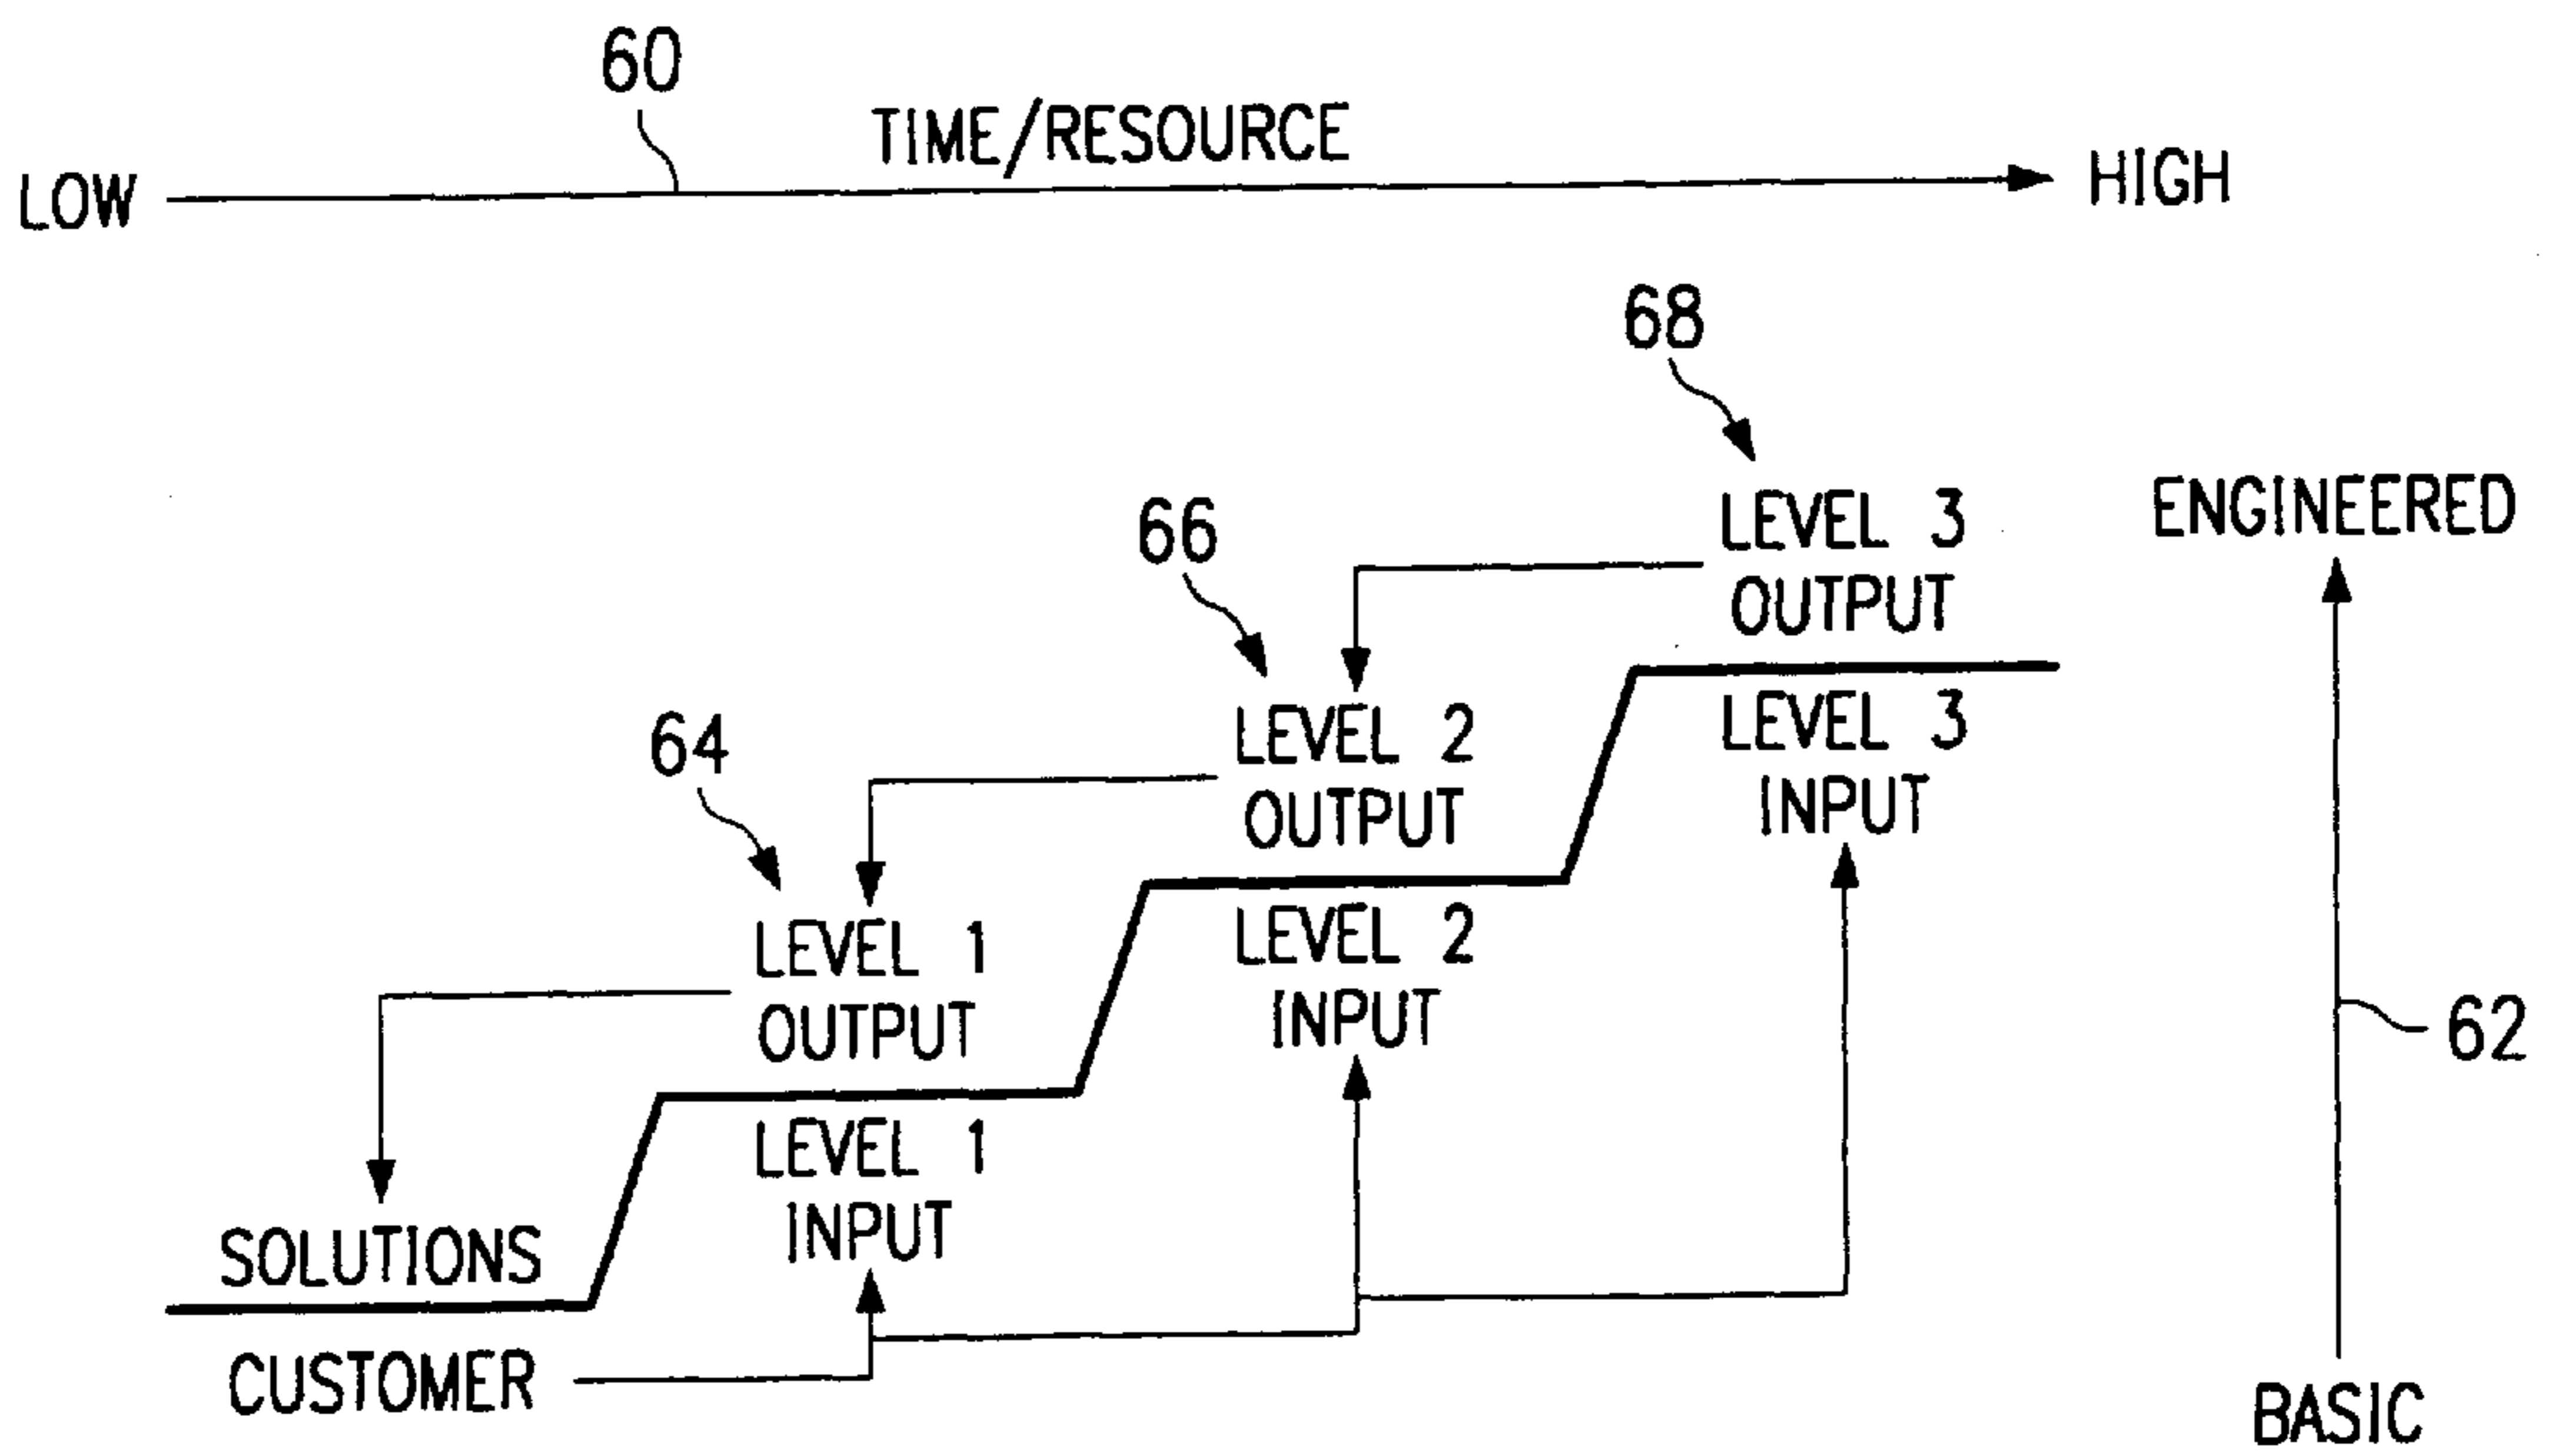 60
TIME/RESOURCE
LOW
HIGH
68
LEVEL 3
OUTPUT
ENGINEERED
66
LEVEL 2
OUTPUT
LEVEL 3
INPUT
64
LEVEL 1
OUTPUT
LEVEL 2
INPUT
62
LEVEL 1
INPUT
SOLUTIONS
CUSTOMER
BASIC